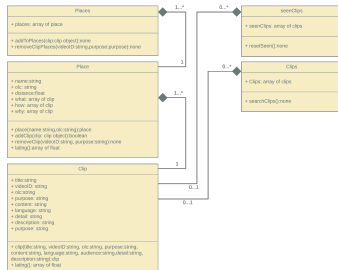 Places
+ places: array of place
+ addToPlaces(clip:clip object):none
+ removeClipPlaces(videoID:string,purpose:purpose):none
Place
+ name:string
+ olc: string
+ distance:float
+ what: array of clip
+ how: array of clip
+ why: array of clip
+ place(name:string,olc:string):place
+ addClip(clip: clip object):boolean
+ removeClip(videoID:string, purpose:string):none
+ latlng(): array of float
Clip
+ title:string
+ videoID: string
+ olc:string
+ purpose: string
+ content: string
+ language: string
+ detail: string
+ description: string
+ purpose: string
+ clip(title:string, videoID:string, olc:string, purpose:string,
content:string, language:string, audience:string,detail:string,
description:string):clip
+ latlng(): array of float
seenClips
+ seenClips: array of clips
+ resetSeen():none
Clips
+ Clips: array of clips
+ searchClips():none
1...*
1
1...*
1
0...*
0...1
0...*
0...1